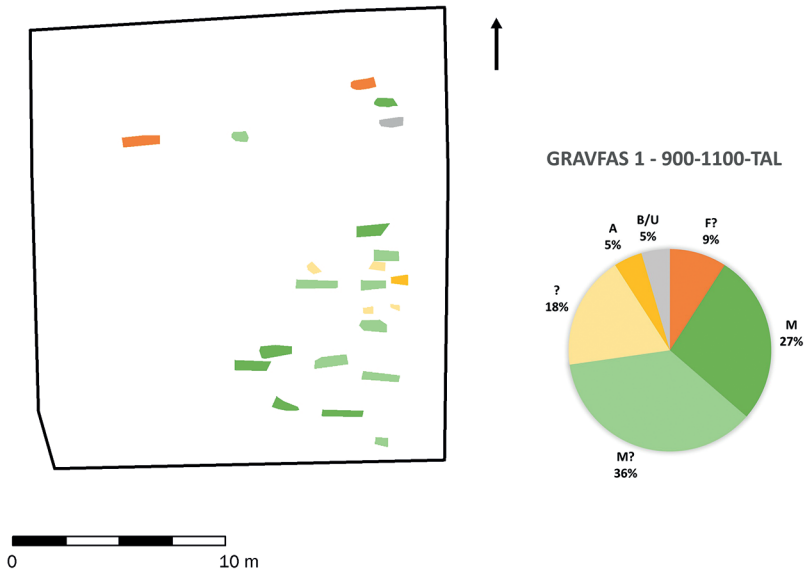 GRAVFAS 1 - 900-1100-TAL
B/U
5%
F?
9%
A
5%
?
18%
M
27%
M?
36%
0
10 m